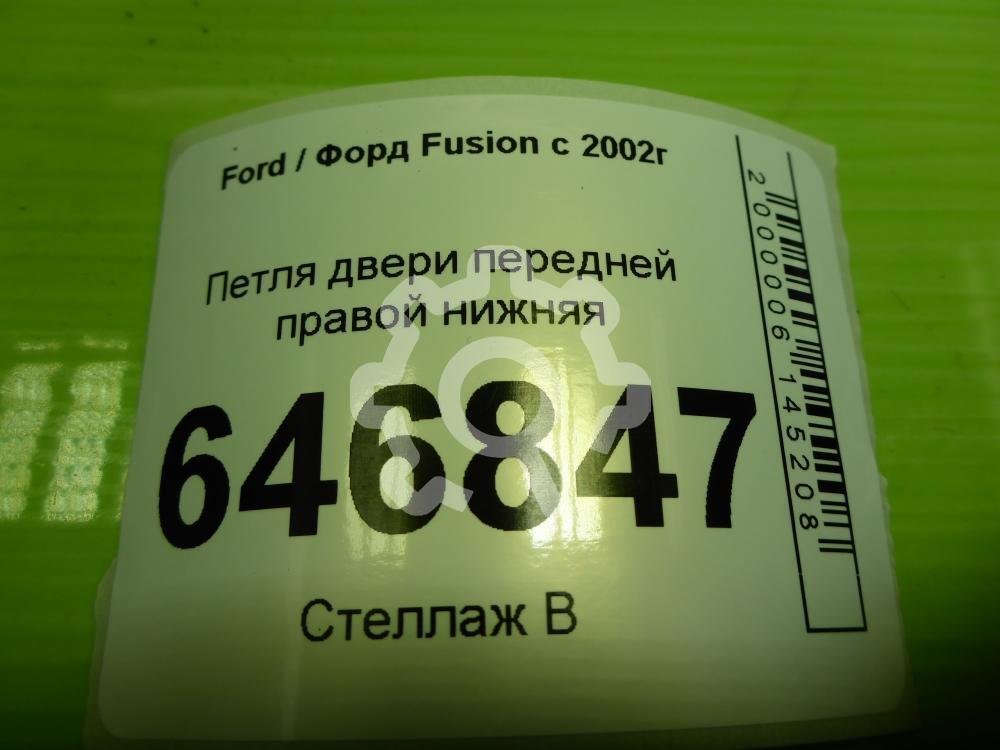 Ford / Форд Fusion с 2002г
Петля двери передней
правой нижняя
646847
Стеллаж В
2000006145208